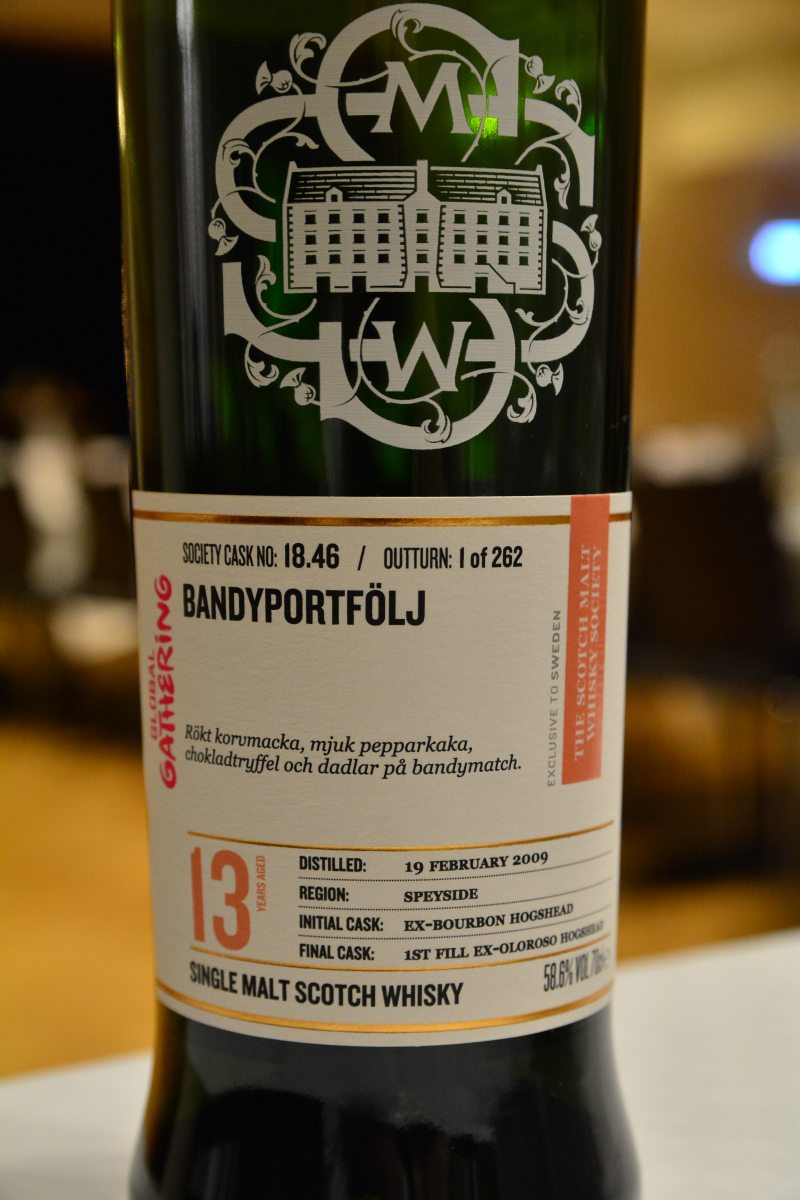 M
W
SOCIETY CASK NO: 18.46 / OUTTURN: 1 of 262
BANDYPORTFÖLJ
GLOBAL
GATHERING
Rökt korvmacka, mjuk pepparkaka,
chokladtryffel och dadlar på bandymatch.
EXCLUSIVE TO SWEDEN
THE SCOTCH MALT
WHISKY SOCIETY
13
YEARS AGED
DISTILLED: 19 FEBRUARY 2009
REGION: SPEYSIDE
INITIAL CASK: EX-BOURBON HOGSHEAD
FINAL CASK: 1ST FILL EX-OLOROSO HOGSHEAD
SINGLE MALT SCOTCH WHISKY
58.6% VOL 70cl